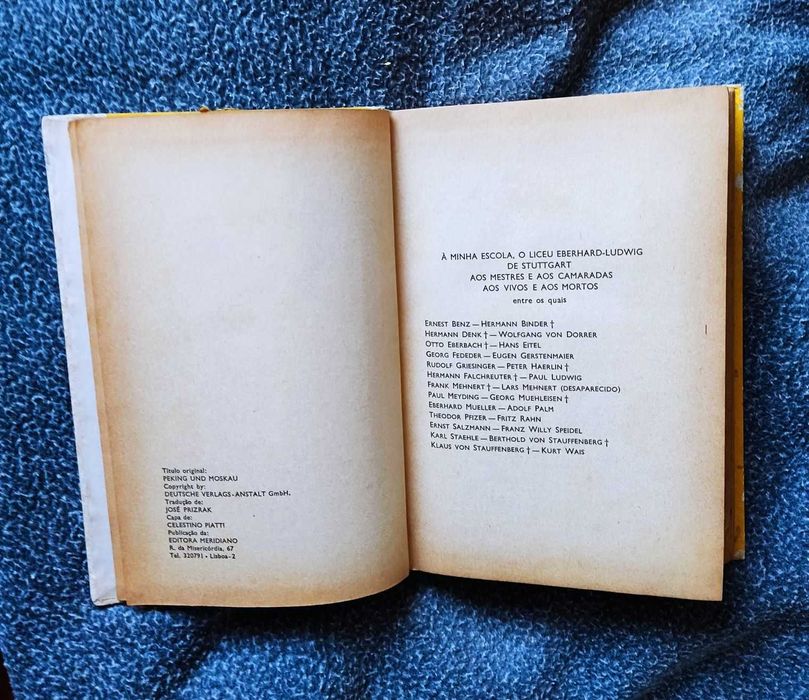 Título original:
PEKING UND MOSKAU
Copyright by:
DEUTSCHE VERLAGS-ANSTALT GmbH.
Tradução de:
JOSÉ PRIZRAK
Capa de:
CELESTINO PIATTI
Publicação da:
EDITORA MERIDIANO
R. da Misericórdia, 67
Tel. 320791 • Lisboa-2
À MINHA ESCOLA, O LICEU EBERHARD-LUDWIG
DE STUTTGART
AOS MESTRES E AOS CAMARADAS
AOS VIVOS E AOS MORTOS
entre os quais
ERNEST BENZ — HERMANN BINDER †
HERMANN DENK † — WOLFGANG VON DORRER
OTTO EBERBACH † — HANS EITEL
GEORG FEDEDER — EUGEN GERSTENMAIER
RUDOLF GRIESINGER — PETER HAERLIN †
HERMANN FALCHREUTER † — PAUL LUDWIG
FRANK MEHNERT † — LARS MEHNERT (DESAPARECIDO)
PAUL MEYDING — GEORG MUEHLEISEN †
EBERHARD MUELLER — ADOLF PALM
THEODOR PFIZER — FRITZ RAHN
ERNST SALZMANN — FRANZ WILLY SPEIDEL
KARL STAEHLE — BERTHOLD VON STAUFFENBERG †
KLAUS VON STAUFFENBERG † — KURT WAIS